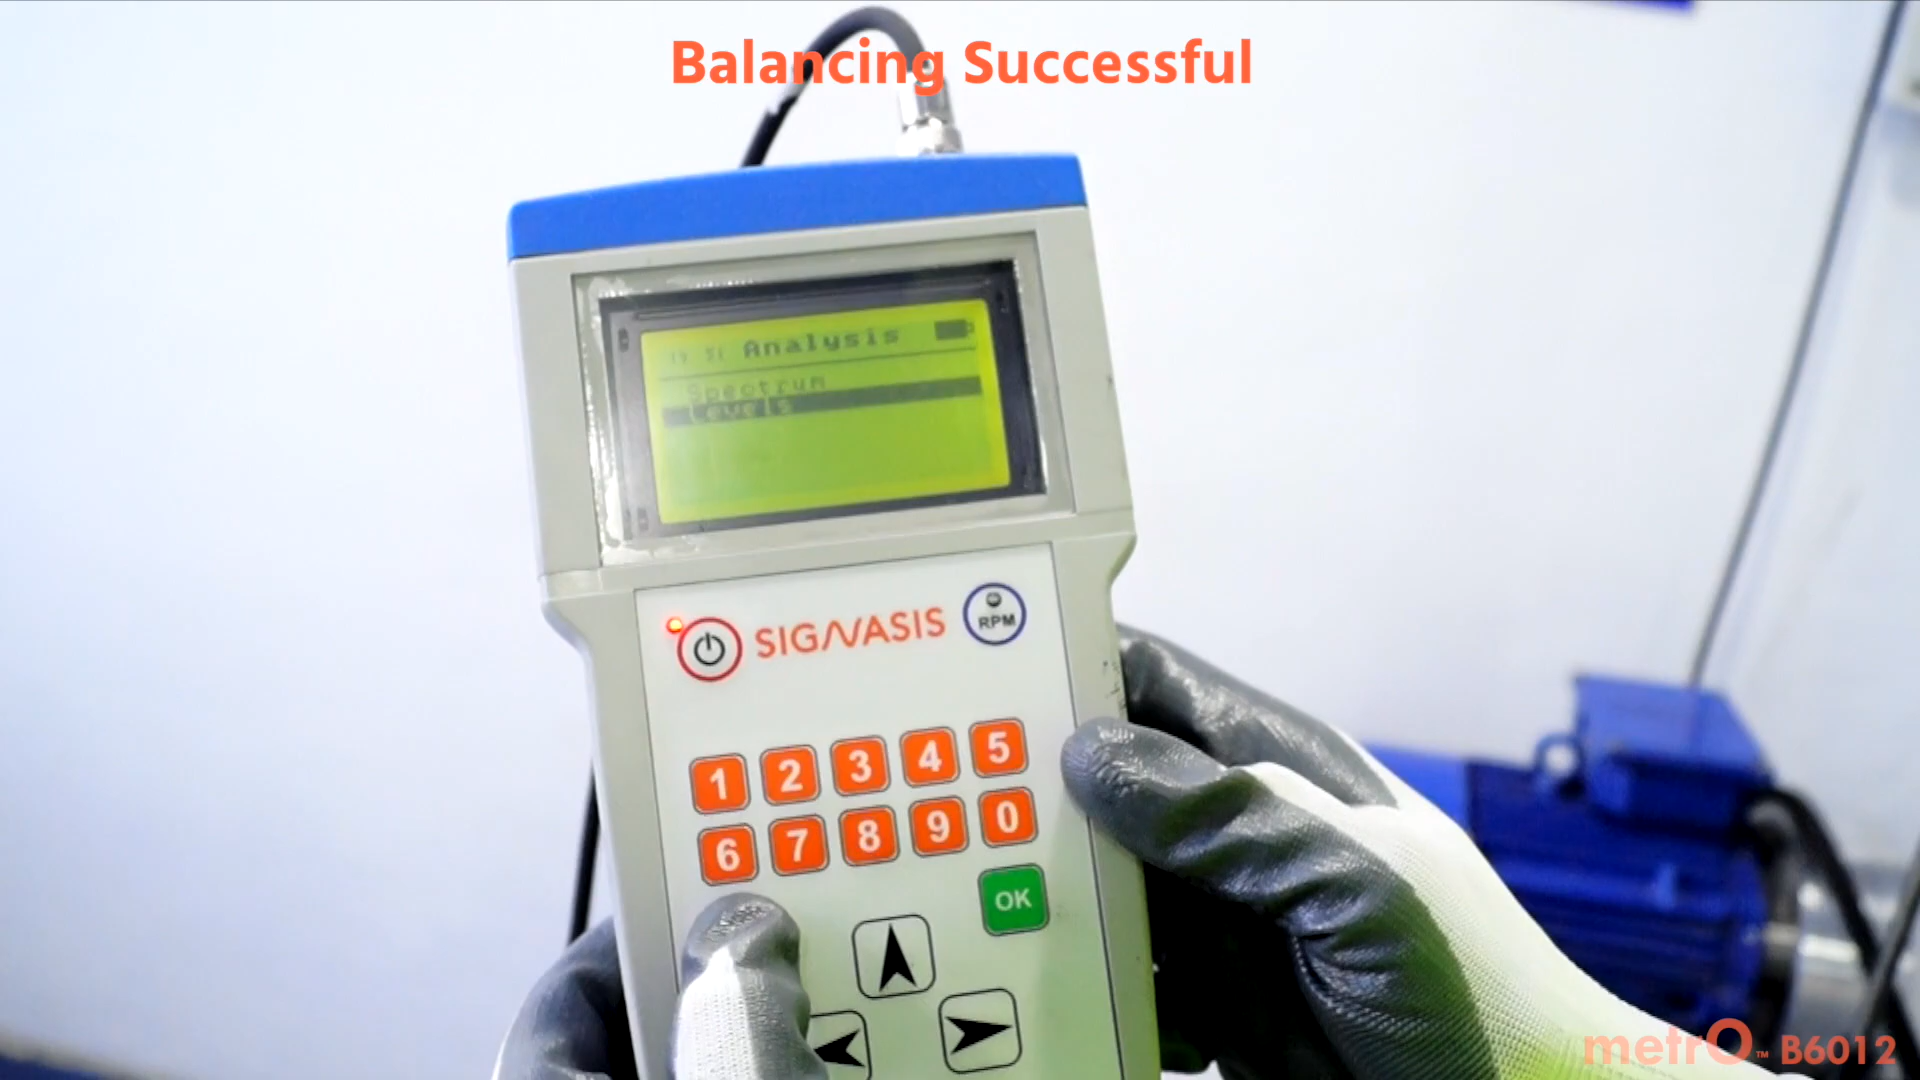 Balancing Successful
Analysis
Spectrum
Levels
SIGNASIS
RPM
1 2 3 4 5
6 7 8 9 0
OK
metrO™ B6012